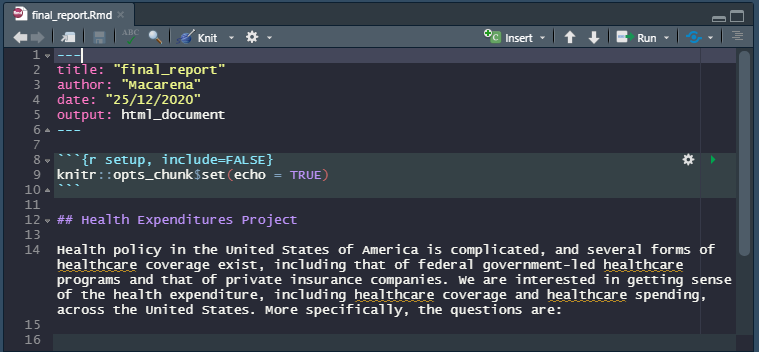 final_report.Rmd
ABC
Knit
Insert
Run
1 ---
2 title: "final_report"
3 author: "Macarena"
4 date: "25/12/2020"
5 output: html_document
6 ---
7
8 ```{r setup, include=FALSE}
9 knitr::opts_chunk$set(echo = TRUE)
10 ```
11
12 ## Health Expenditures Project
13
14 Health policy in the United States of America is complicated, and several forms of
healthcare coverage exist, including that of federal government-led healthcare
programs and that of private insurance companies. We are interested in getting sense
of the health expenditure, including healthcare coverage and healthcare spending,
across the United States. More specifically, the questions are:
15
16